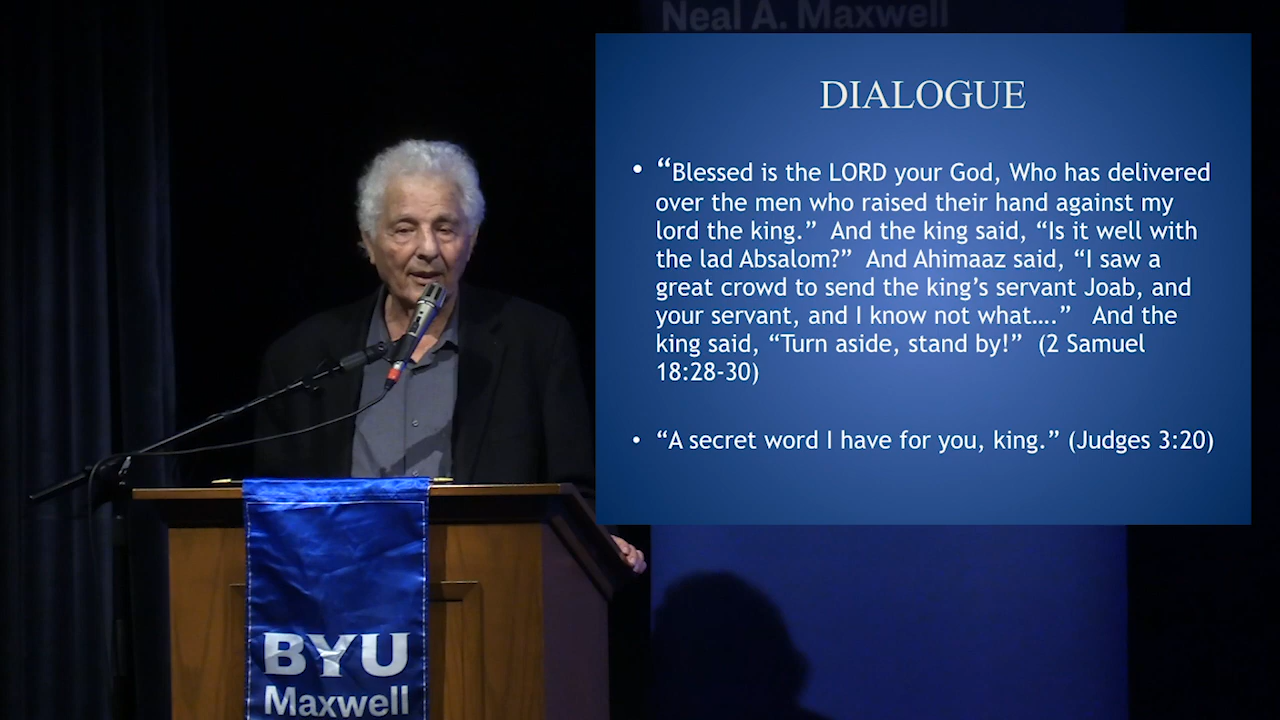 Neal A. Maxwell
DIALOGUE
• “Blessed is the LORD your God, Who has delivered
over the men who raised their hand against my
lord the king.” And the king said, “Is it well with
the lad Absalom?” And Ahimaaz said, “I saw a
great crowd to send the king’s servant Joab, and
your servant, and I know not what….” And the
king said, “Turn aside, stand by!” (2 Samuel
18:28-30)
• “A secret word I have for you, king.” (Judges 3:20)
BYU
Maxwell